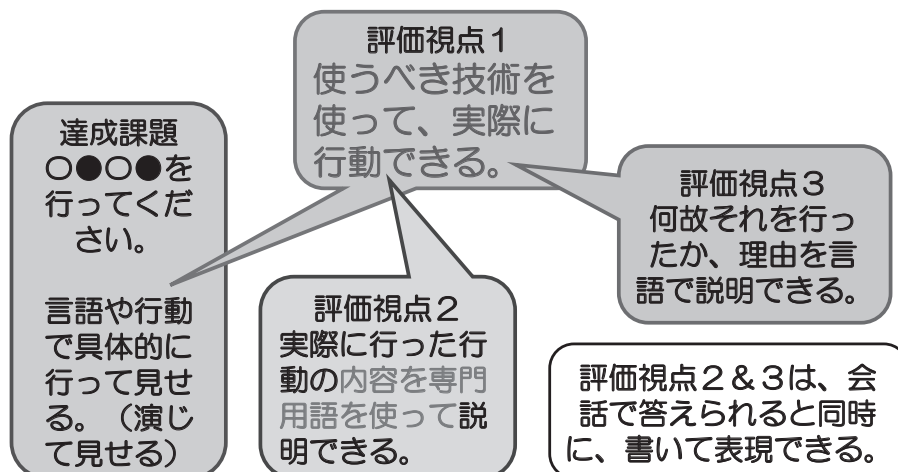 評価視点1
使うべき技術を
使って、実際に
行動できる。
達成課題
○●○●を
行ってくだ
さい。
言語や行動
で具体的に
行って見せ
る。（演じ
て見せる）
評価視点2
実際に行った行
動の内容を専門
用語を使って説
明できる。
評価視点3
何故それを行っ
たか、理由を言
語で説明できる。
評価視点2＆3は、会
話で答えられると同時
に、書いて表現できる。